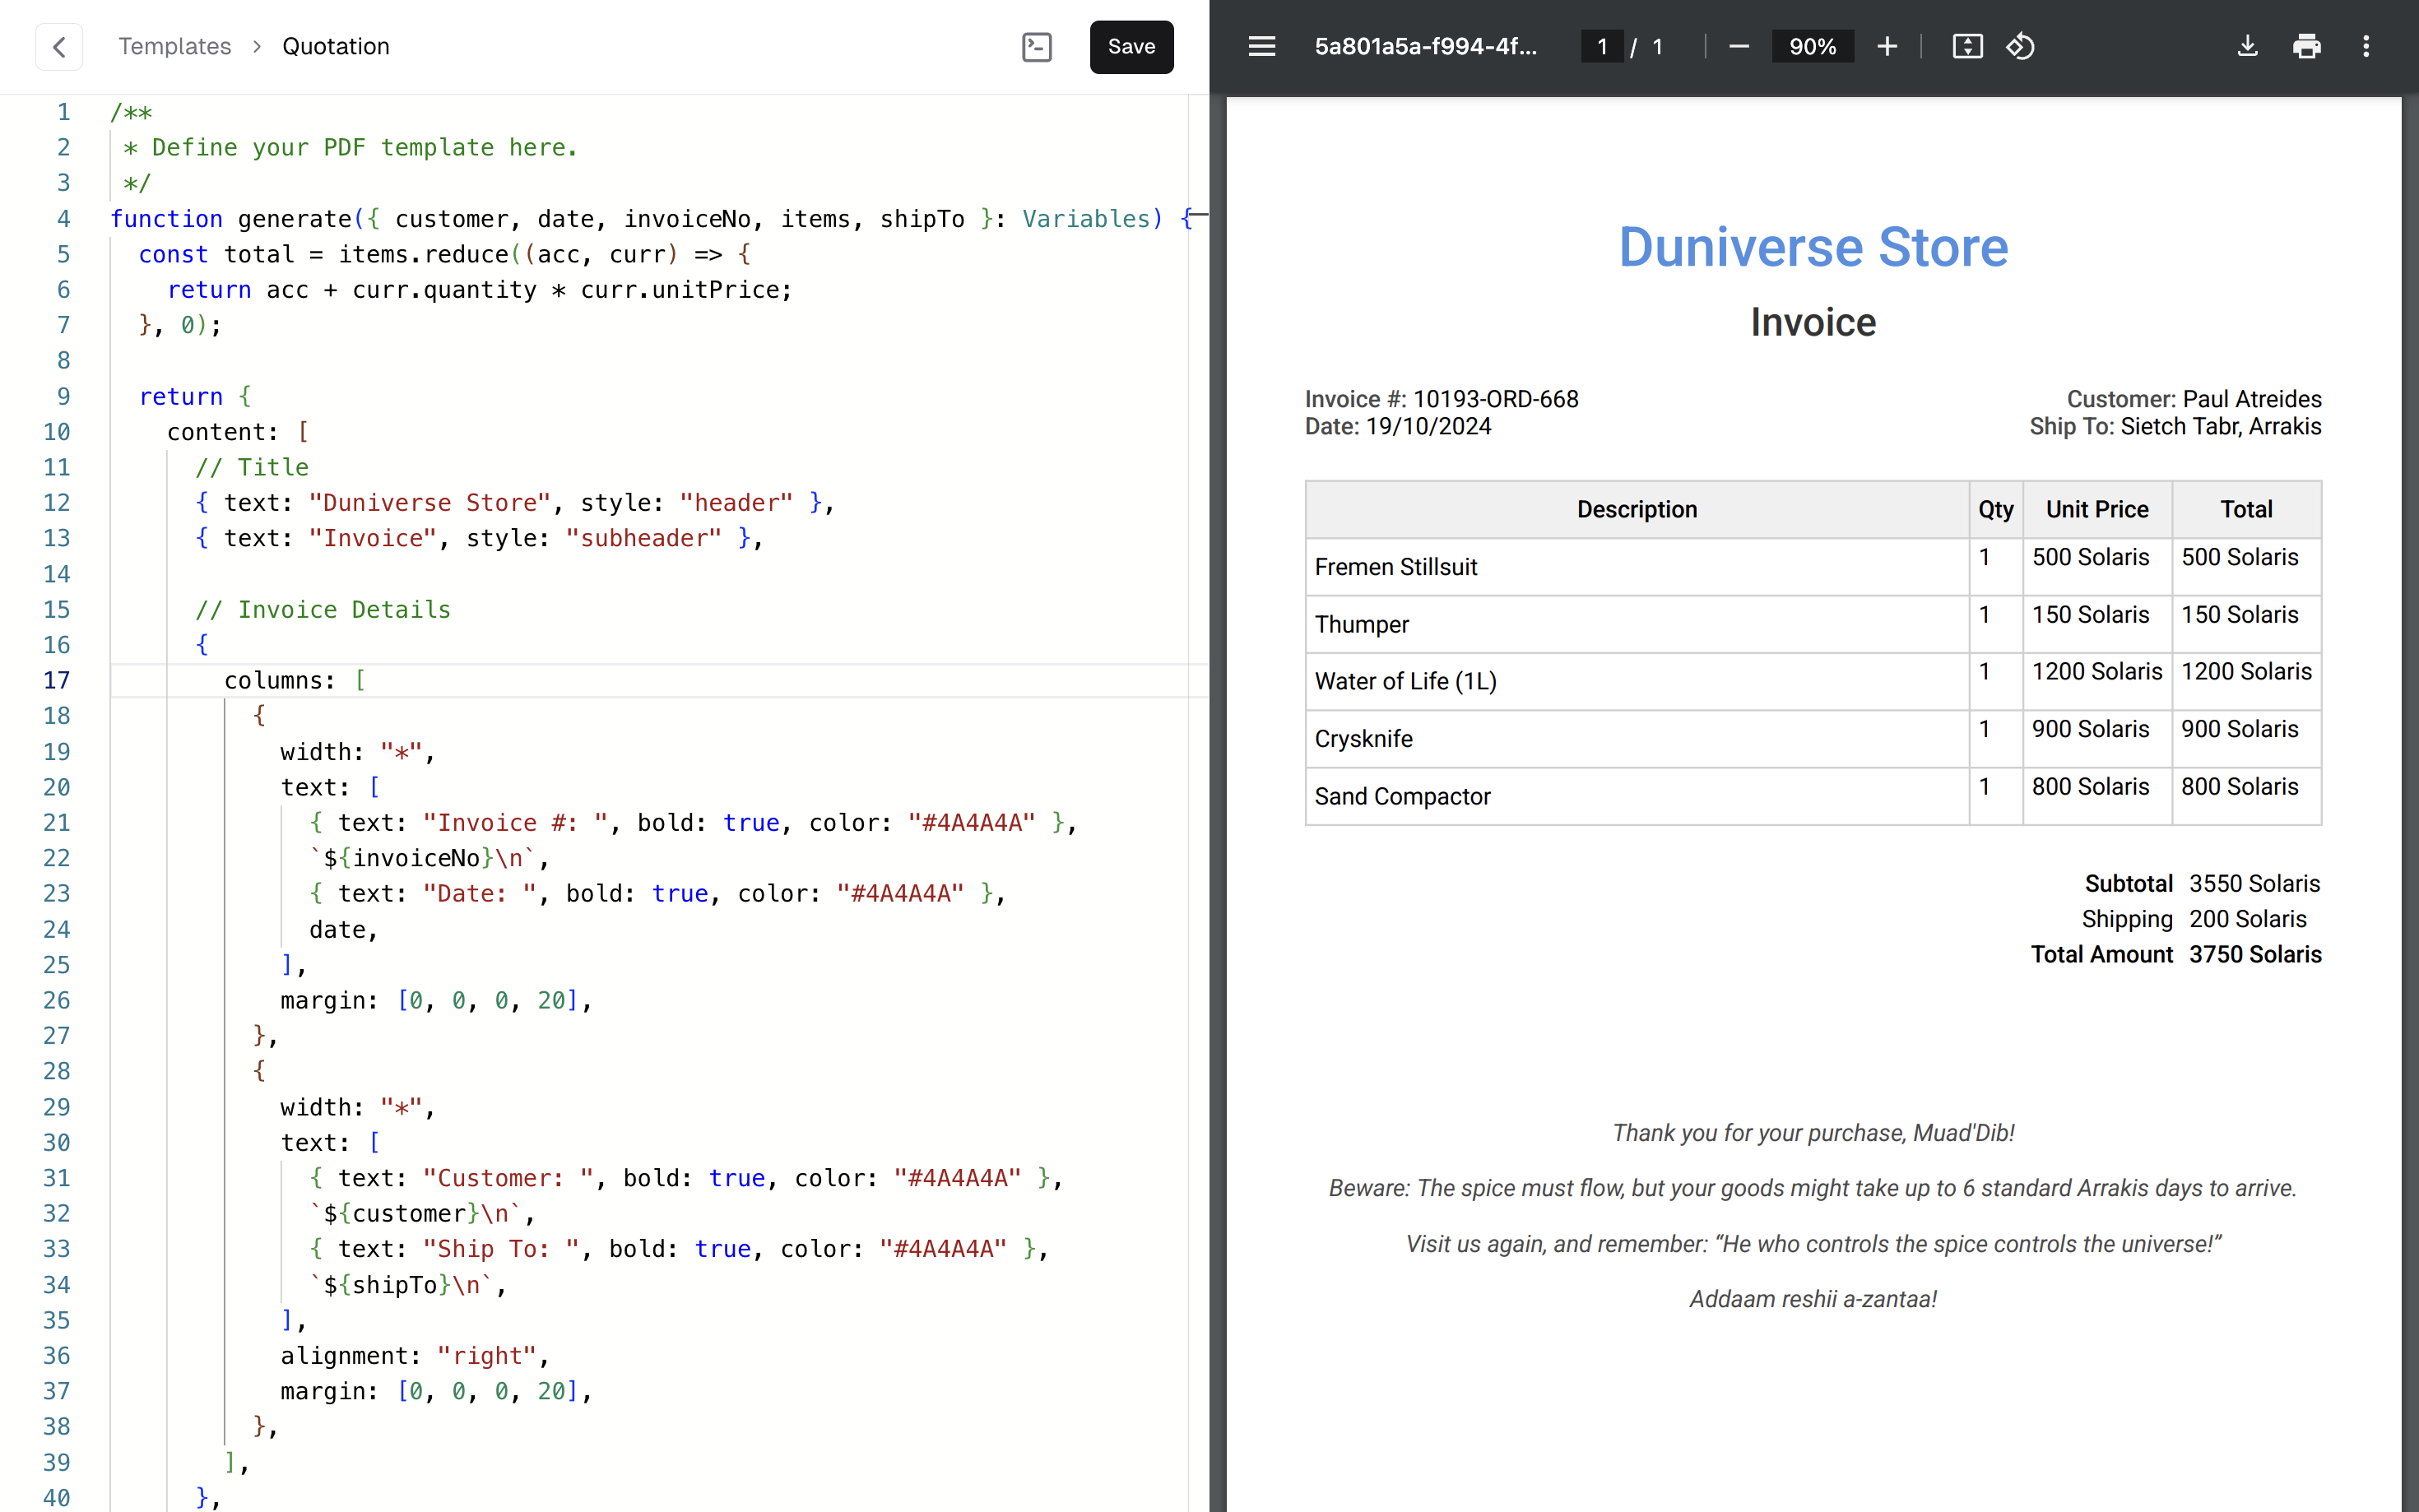 Templates > Quotation
Save
1 /**
2  * Define your PDF template here.
3  */
4 function generate({ customer, date, invoiceNo, items, shipTo }: Variables) {
5   const total = items.reduce((acc, curr) => {
6     return acc + curr.quantity * curr.unitPrice;
7   }, 0);
8
9   return {
10     content: [
11       // Title
12       { text: "Duniverse Store", style: "header" },
13       { text: "Invoice", style: "subheader" },
14
15       // Invoice Details
16       {
17         columns: [
18           {
19             width: "*",
20             text: [
21               { text: "Invoice #: ", bold: true, color: "#4A4A4A" },
22               `${invoiceNo}\n`,
23               { text: "Date: ", bold: true, color: "#4A4A4A" },
24               date,
25             ],
26             margin: [0, 0, 0, 20],
27           },
28           {
29             width: "*",
30             text: [
31               { text: "Customer: ", bold: true, color: "#4A4A4A" },
32               `${customer}\n`,
33               { text: "Ship To: ", bold: true, color: "#4A4A4A" },
34               `${shipTo}\n`,
35             ],
36             alignment: "right",
37             margin: [0, 0, 0, 20],
38           },
39         ],
40       },
5a801a5a-f994-4f... 1 / 1 90%
Duniverse Store
Invoice
Invoice #: 10193-ORD-668
Date: 19/10/2024
Customer: Paul Atreides
Ship To: Sietch Tabr, Arrakis
Description Qty Unit Price Total
Fremen Stillsuit 1 500 Solaris 500 Solaris
Thumper 1 150 Solaris 150 Solaris
Water of Life (1L) 1 1200 Solaris 1200 Solaris
Crysknife 1 900 Solaris 900 Solaris
Sand Compactor 1 800 Solaris 800 Solaris
Subtotal 3550 Solaris
Shipping 200 Solaris
Total Amount 3750 Solaris
Thank you for your purchase, Muad'Dib!
Beware: The spice must flow, but your goods might take up to 6 standard Arrakis days to arrive.
Visit us again, and remember: “He who controls the spice controls the universe!”
Addaam reshii a-zantaa!